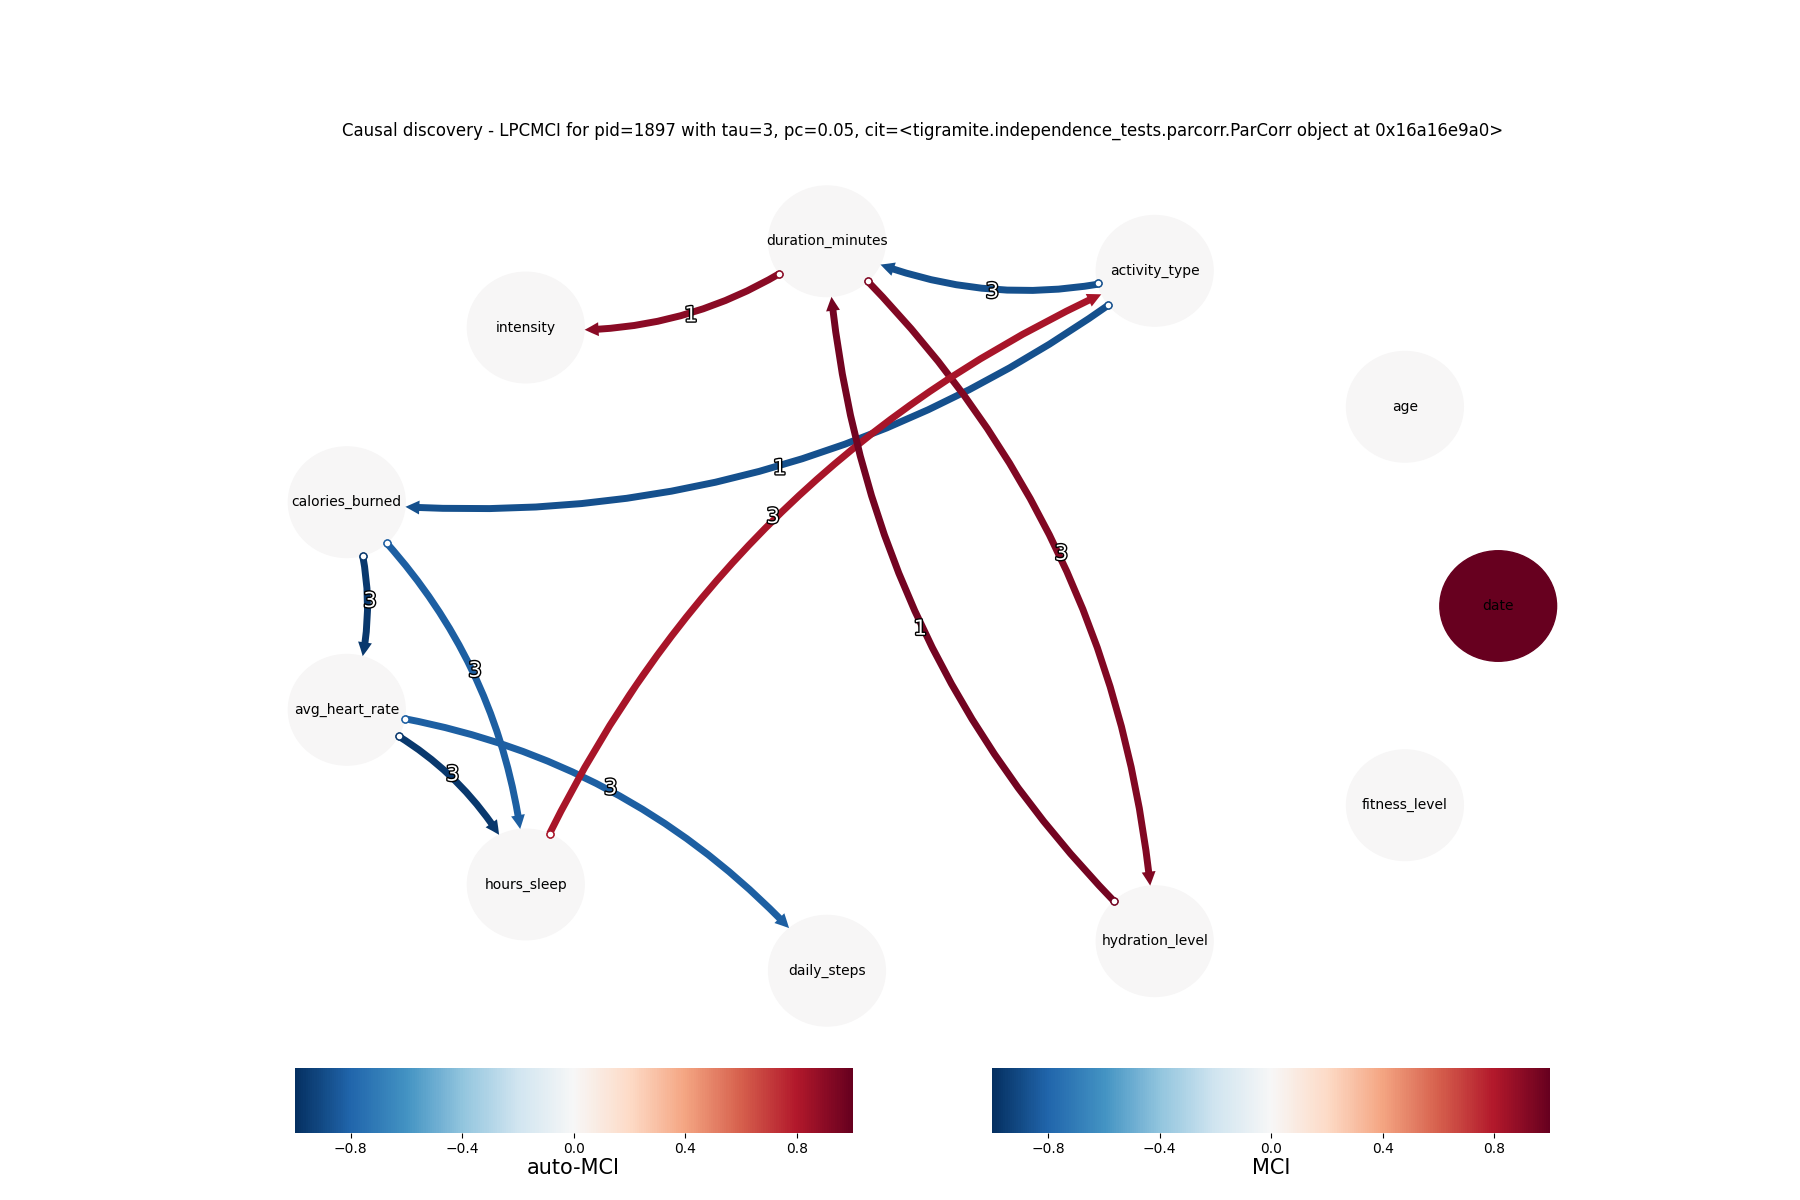 Causal discovery - LPCMCI for pid=1897 with tau=3, pc=0.05, cit=<tigramite.independence_tests.parcorr.ParCorr object at 0x16a16e9a0>
duration_minutes
activity_type
3
intensity
1
age
1
calories_burned
3
3
date
3
1
3
avg_heart_rate
3
3
fitness_level
hours_sleep
hydration_level
daily_steps
−0.8 −0.4 0.0 0.4 0.8
auto-MCI
−0.8 −0.4 0.0 0.4 0.8
MCI